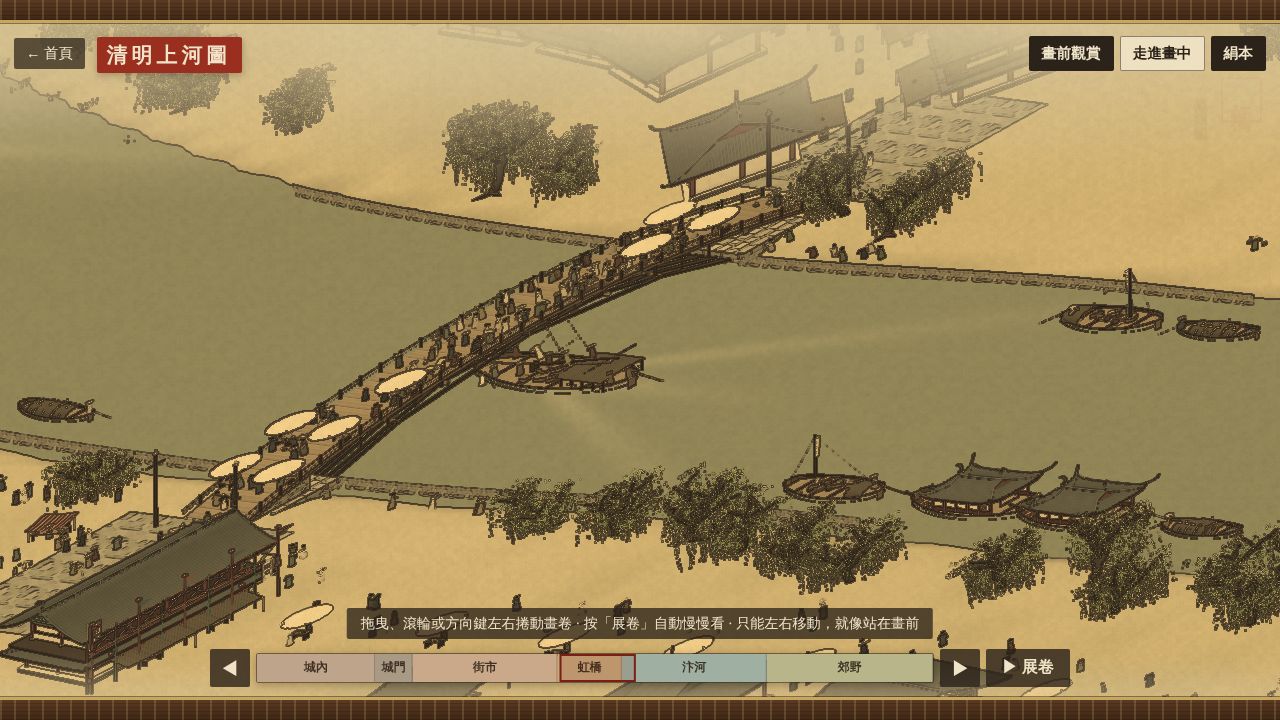 ← 首頁
清明上河圖
畫前觀賞
走進畫中
絹本
拖曳、滾輪或方向鍵左右捲動畫卷 · 按「展卷」自動慢慢看 · 只能左右移動，就像站在畫前
◀
城內
城門
街市
虹橋
汴河
郊野
▶
▶ 展卷